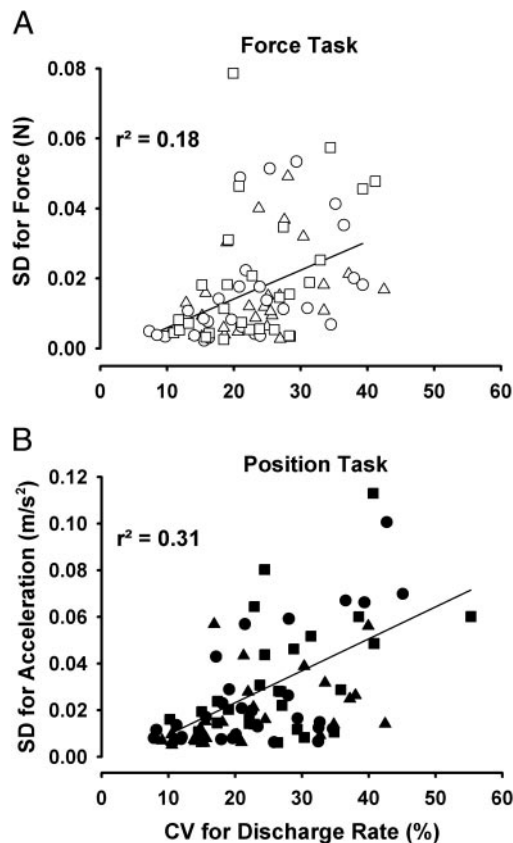 A
Force Task
0.08
r² = 0.18
0.06
SD for Force (N)
0.04
0.02
0.00
0 10 20 30 40 50 60
B
Position Task
0.12
r² = 0.31
0.10
0.08
SD for Acceleration (m/s²)
0.06
0.04
0.02
0.00
0 10 20 30 40 50 60
CV for Discharge Rate (%)